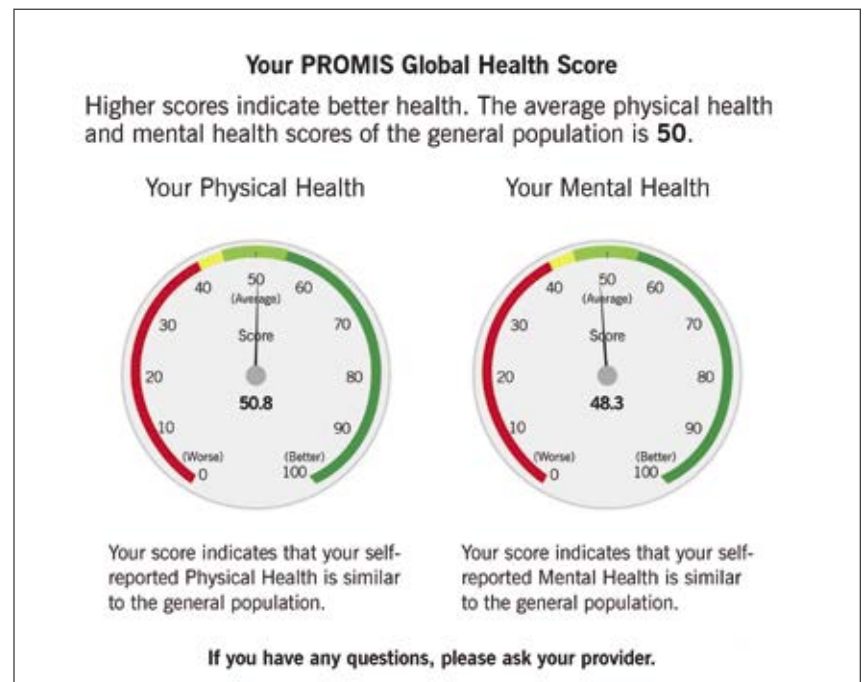 Your PROMIS Global Health Score
Higher scores indicate better health. The average physical health
and mental health scores of the general population is 50.
Your Physical Health
40
50
60
(Average)
30
70
Score
20
80
50.8
10
90
(Worse)
(Better)
0
100
Your score indicates that your self-
reported Physical Health is similar
to the general population.
Your Mental Health
40
50
60
(Average)
30
70
Score
20
80
48.3
10
90
(Worse)
(Better)
0
100
Your score indicates that your self-
reported Mental Health is similar
to the general population.
If you have any questions, please ask your provider.